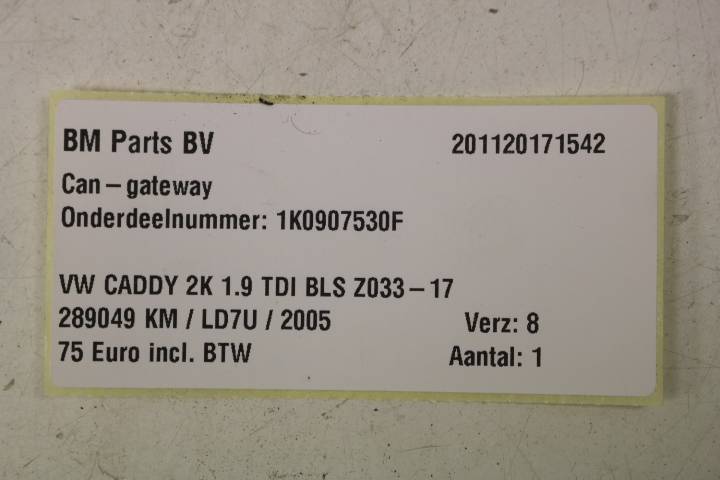 BM Parts BV 201120171542
Can-gateway
Onderdeelnummer: 1K0907530F
VW CADDY 2K 1.9 TDI BLS Z033-17
289049 KM / LD7U / 2005 Verz: 8
75 Euro incl. BTW Aantal: 1